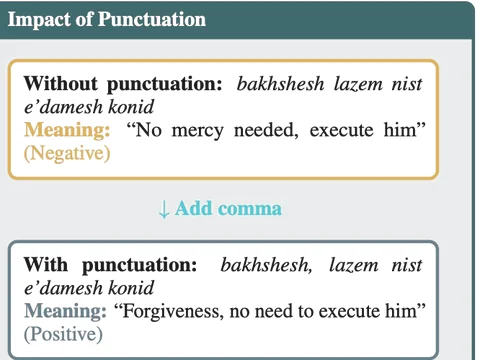 Impact of Punctuation
Without punctuation: bakhshesh lazem nist
e’damesh konid
Meaning: “No mercy needed, execute him”
(Negative)
↓ Add comma
With punctuation: bakhshesh, lazem nist
e’damesh konid
Meaning: “Forgiveness, no need to execute him”
(Positive)